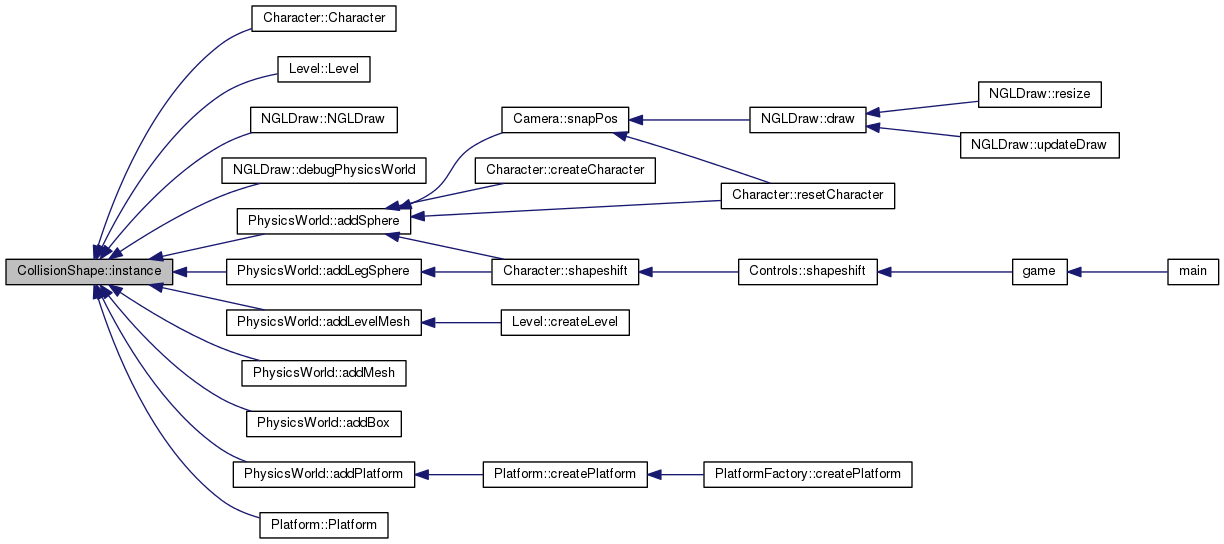 Character::Character
Level::Level
NGLDraw::NGLDraw
NGLDraw::debugPhysicsWorld
PhysicsWorld::addSphere
CollisionShape::instance
PhysicsWorld::addLegSphere
PhysicsWorld::addLevelMesh
PhysicsWorld::addMesh
PhysicsWorld::addBox
PhysicsWorld::addPlatform
Platform::Platform
Camera::snapPos
Character::createCharacter
Character::shapeshift
Level::createLevel
Platform::createPlatform
NGLDraw::draw
Character::resetCharacter
Controls::shapeshift
PlatformFactory::createPlatform
NGLDraw::resize
NGLDraw::updateDraw
game
main